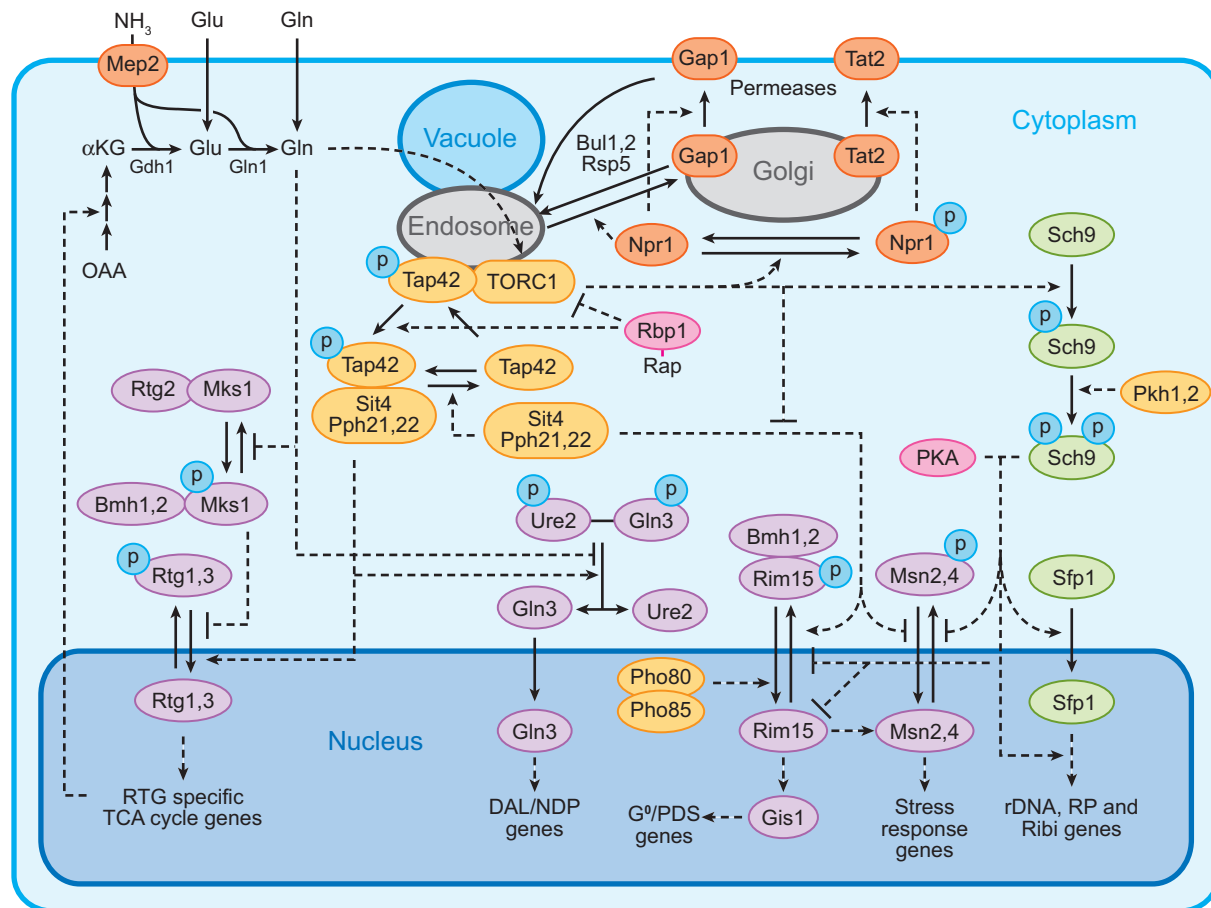 NH3
Glu
Gln
Mep2
Gap1
Tat2
Permeases
Cytoplasm
Vacuole
αKG
Gdh1
Glu
Gln1
Gln
Bul1,2
Rsp5
Gap1
Tat2
Golgi
Endosome
OAA
Npr1
Npr1
p
Sch9
p
Tap42
TORC1
p
Sch9
Rbp1
Rap
p
Tap42
Tap42
Sit4
Pph21,22
Sit4
Pph21,22
Pkh1,2
Rtg2
Mks1
p
p
Sch9
PKA
p
Bmh1,2
Mks1
p
Ure2
p
Gln3
Bmh1,2
Rim15
p
p
Msn2,4
p
Rtg1,3
Sfp1
Gln3
Ure2
Pho80
Pho85
Rtg1,3
Sfp1
Nucleus
Gln3
Rim15
Msn2,4
RTG specific
TCA cycle genes
DAL/NDP
genes
G⁰/PDS
genes
Gis1
Stress
response
genes
rDNA, RP and
Ribi genes